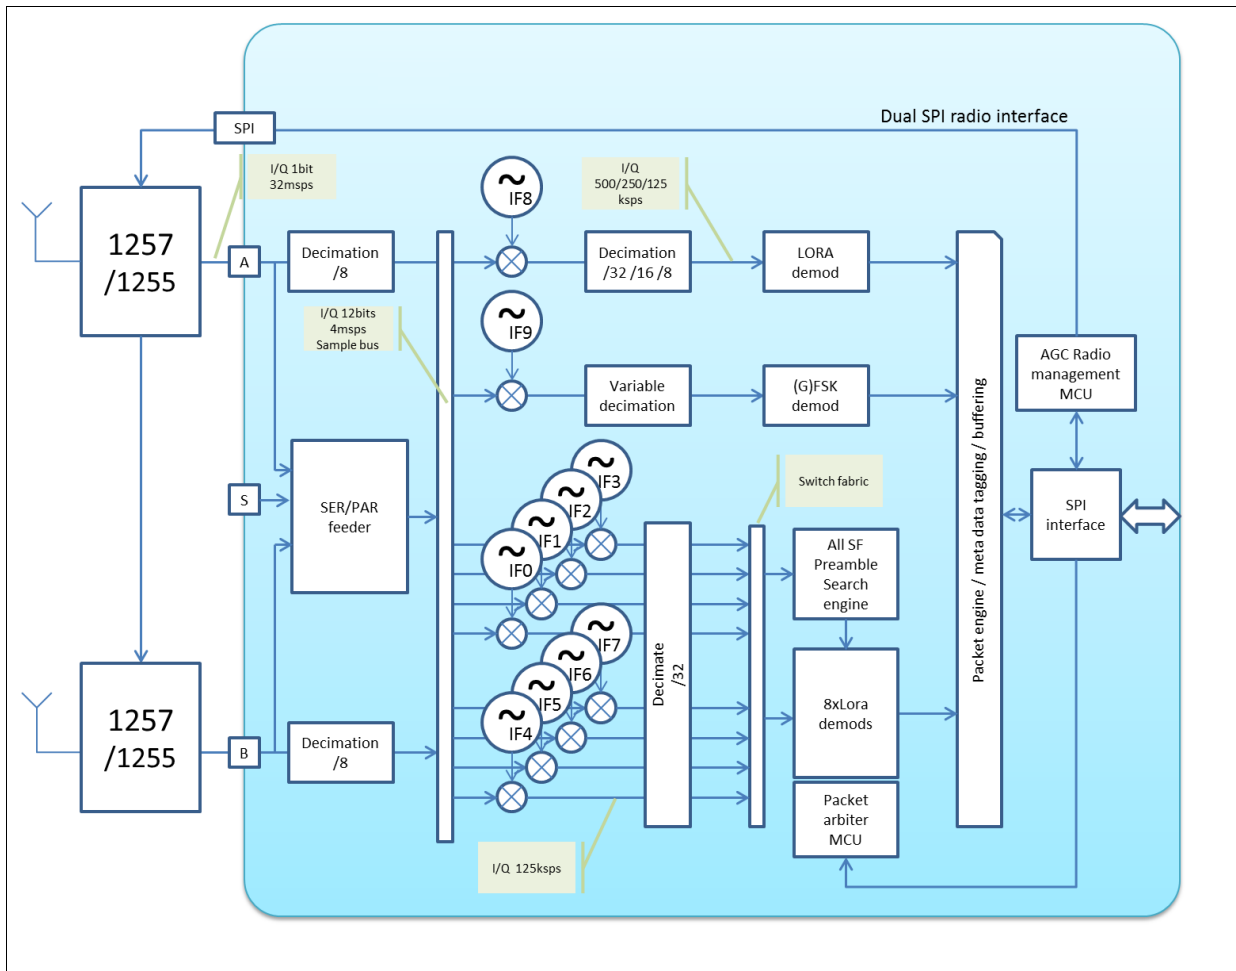 Dual SPI radio interface
SPI
I/Q 1bit
32msps
I/Q
500/250/125
ksps
~
IF8
1257
/1255
A
Decimation
/8
Decimation
/32 /16 /8
LORA
demod
I/Q 12bits
4msps
Sample bus
~
IF9
Variable
decimation
(G)FSK
demod
AGC Radio
management
MCU
Packet engine / meta data tagging / buffering
S
SER/PAR
feeder
~
IF3
~
IF2
~
IF1
~
IF0
Switch fabric
SPI
interface
All SF
Preamble
Search
engine
Decimate
/32
~
IF7
~
IF6
~
IF5
~
IF4
8xLora
demods
1257
/1255
B
Decimation
/8
Packet
arbiter
MCU
I/Q 125ksps